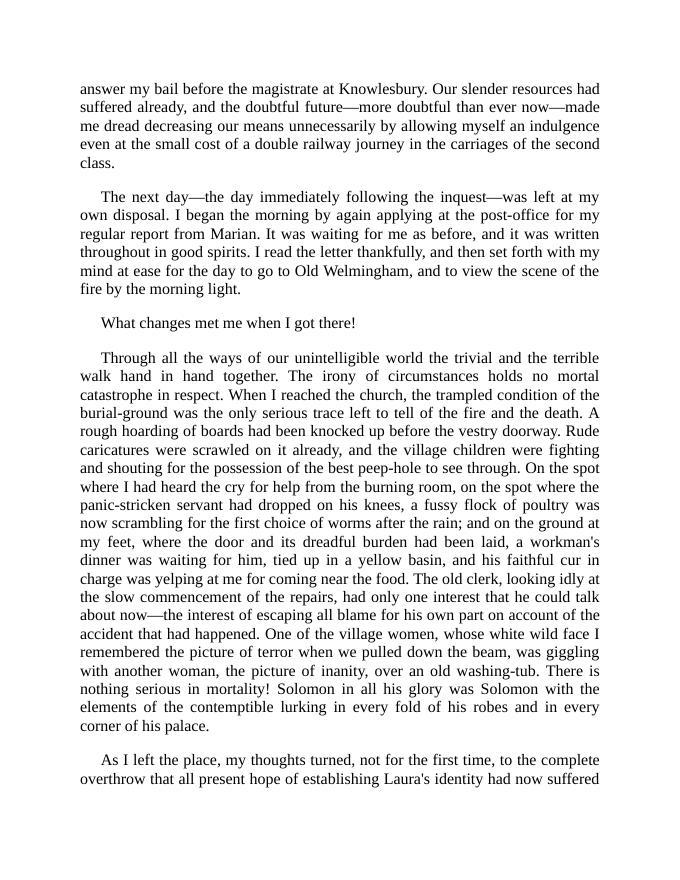 answer my bail before the magistrate at Knowlesbury. Our slender resources had
suffered already, and the doubtful future—more doubtful than ever now—made
me dread decreasing our means unnecessarily by allowing myself an indulgence
even at the small cost of a double railway journey in the carriages of the second
class.
The next day—the day immediately following the inquest—was left at my
own disposal. I began the morning by again applying at the post-office for my
regular report from Marian. It was waiting for me as before, and it was written
throughout in good spirits. I read the letter thankfully, and then set forth with my
mind at ease for the day to go to Old Welmingham, and to view the scene of the
fire by the morning light.
What changes met me when I got there!
Through all the ways of our unintelligible world the trivial and the terrible
walk hand in hand together. The irony of circumstances holds no mortal
catastrophe in respect. When I reached the church, the trampled condition of the
burial-ground was the only serious trace left to tell of the fire and the death. A
rough hoarding of boards had been knocked up before the vestry doorway. Rude
caricatures were scrawled on it already, and the village children were fighting
and shouting for the possession of the best peep-hole to see through. On the spot
where I had heard the cry for help from the burning room, on the spot where the
panic-stricken servant had dropped on his knees, a fussy flock of poultry was
now scrambling for the first choice of worms after the rain; and on the ground at
my feet, where the door and its dreadful burden had been laid, a workman's
dinner was waiting for him, tied up in a yellow basin, and his faithful cur in
charge was yelping at me for coming near the food. The old clerk, looking idly at
the slow commencement of the repairs, had only one interest that he could talk
about now—the interest of escaping all blame for his own part on account of the
accident that had happened. One of the village women, whose white wild face I
remembered the picture of terror when we pulled down the beam, was giggling
with another woman, the picture of inanity, over an old washing-tub. There is
nothing serious in mortality! Solomon in all his glory was Solomon with the
elements of the contemptible lurking in every fold of his robes and in every
corner of his palace.
As I left the place, my thoughts turned, not for the first time, to the complete
overthrow that all present hope of establishing Laura's identity had now suffered